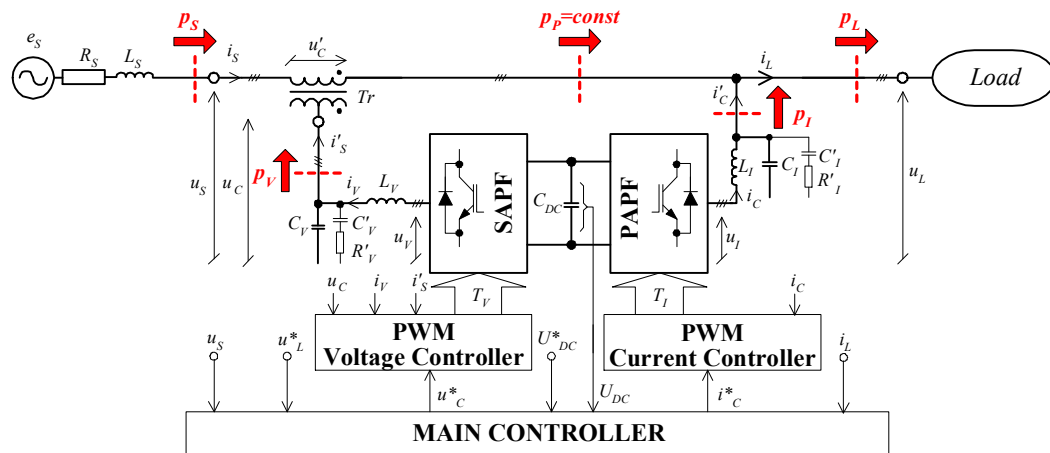 p_S
p_P=const
p_L
e_S
R_S
L_S
i_S
u'_C
i_L
Load
Tr
i'_C
p_I
i'_S
L_I
C_I
C'_I
R'_I
u_S
u_C
p_V
i_V
L_V
SAPF
C_DC
PAPF
i_C
u_L
C_V
C'_V
R'_V
u_V
u_I
u_C
i_V
i'_S
T_V
T_I
i_C
PWM
Voltage Controller
PWM
Current Controller
u_S
u*_L
U*_DC
i_L
u*_C
U_DC
i*_C
MAIN CONTROLLER